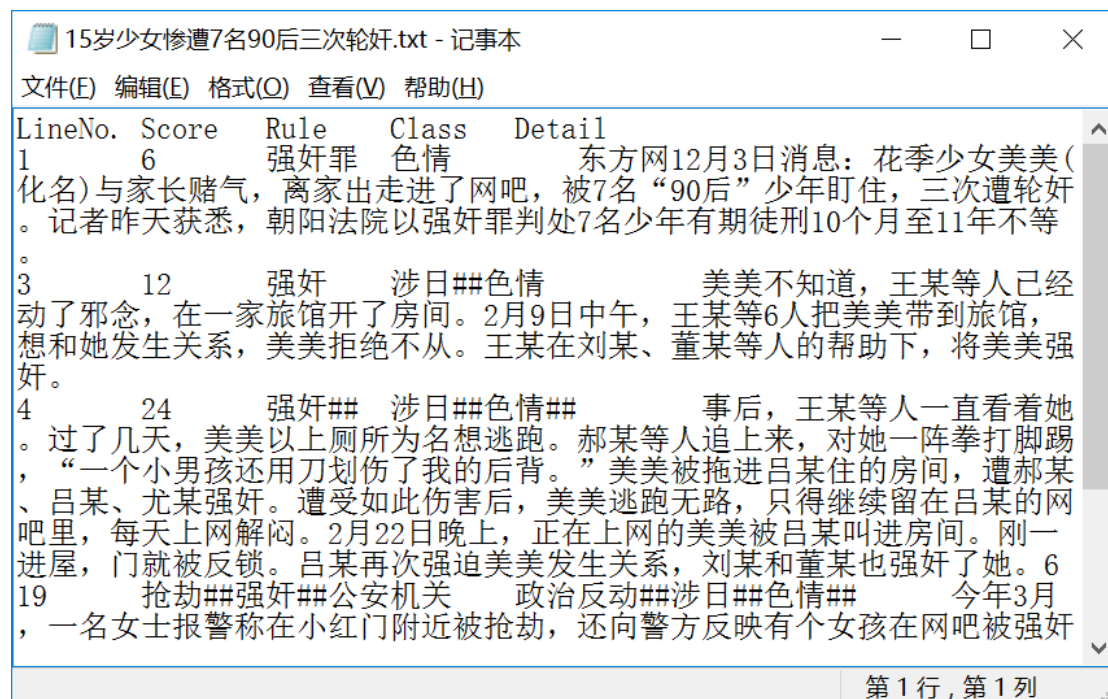 15岁少女惨遭7名90后三次轮奸.txt - 记事本
文件(F) 编辑(E) 格式(O) 查看(V) 帮助(H)
LineNo. Score Rule Class Detail
1 6 强奸罪 色情 东方网12月3日消息：花季少女美美(
化名)与家长赌气，离家出走进了网吧，被7名“90后”少年盯住，三次遭轮奸
。记者昨天获悉，朝阳法院以强奸罪判处7名少年有期徒刑10个月至11年不等
。
3 12 强奸 涉日##色情 美美不知道，王某等人已经
动了邪念，在一家旅馆开了房间。2月9日中午，王某等6人把美美带到旅馆，
想和她发生关系，美美拒绝不从。王某在刘某、董某等人的帮助下，将美美强
奸。
4 24 强奸## 涉日##色情## 事后，王某等人一直看着她
。过了几天，美美以上厕所为名想逃跑。郝某等人追上来，对她一阵拳打脚踢
，“一个小男孩还用刀划伤了我的后背。”美美被拖进吕某住的房间，遭郝某
、吕某、尤某强奸。遭受如此伤害后，美美逃跑无路，只得继续留在吕某的网
吧里，每天上网解闷。2月22日晚上，正在上网的美美被吕某叫进房间。刚一
进屋，门就被反锁。吕某再次强迫美美发生关系，刘某和董某也强奸了她。6
19 抢劫##强奸##公安机关 政治反动##涉日##色情## 今年3月
，一名女士报警称在小红门附近被抢劫，还向警方反映有个女孩在网吧被强奸
第 1 行，第 1 列